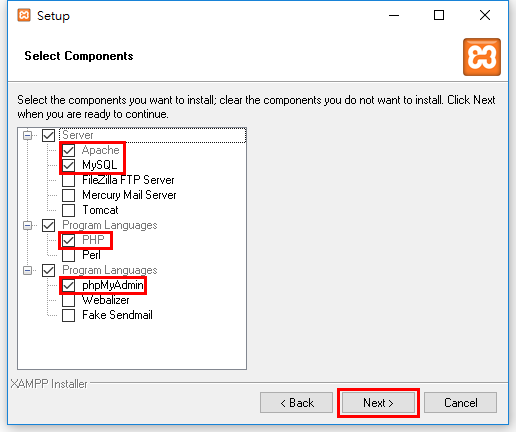 Setup
Select Components
Select the components you want to install; clear the components you do not want to install. Click Next
when you are ready to continue.
Server
Apache
MySQL
FileZilla FTP Server
Mercury Mail Server
Tomcat
Program Languages
PHP
Perl
Program Languages
phpMyAdmin
Webalizer
Fake Sendmail
XAMPP Installer
< Back
Next >
Cancel